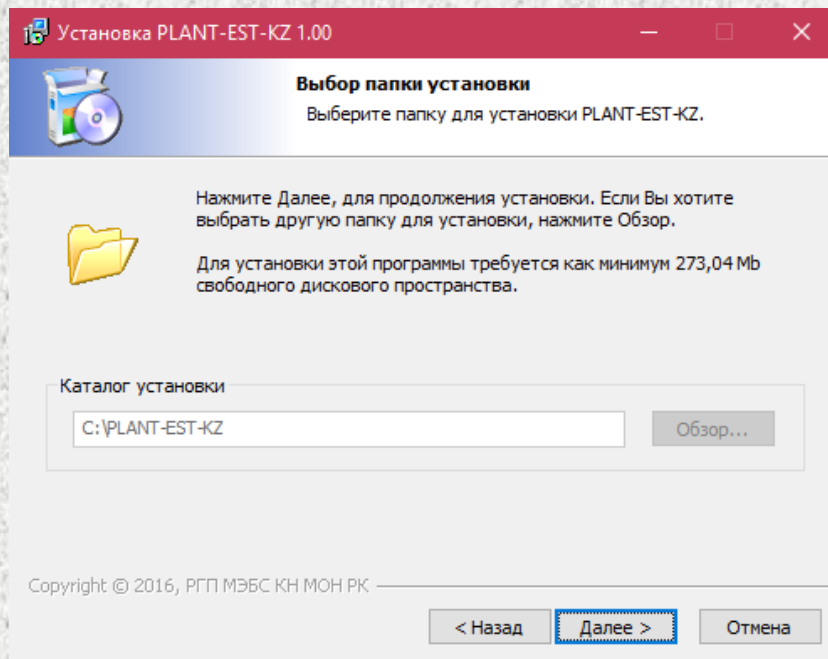 Установка PLANT-EST-KZ 1.00
Выбор папки установки
Выберите папку для установки PLANT-EST-KZ.
Нажмите Далее, для продолжения установки. Если Вы хотите
выбрать другую папку для установки, нажмите Обзор.
Для установки этой программы требуется как минимум 273,04 Mb
свободного дискового пространства.
Каталог установки
C:\PLANT-EST-KZ
Обзор...
Copyright © 2016, РГП МЭБС КН МОН РК
< Назад
Далее >
Отмена